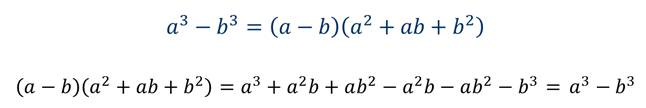 a³ − b³ = (a − b)(a² + ab + b²)
(a − b)(a² + ab + b²) = a³ + a²b + ab² − a²b − ab² − b³ = a³ − b³